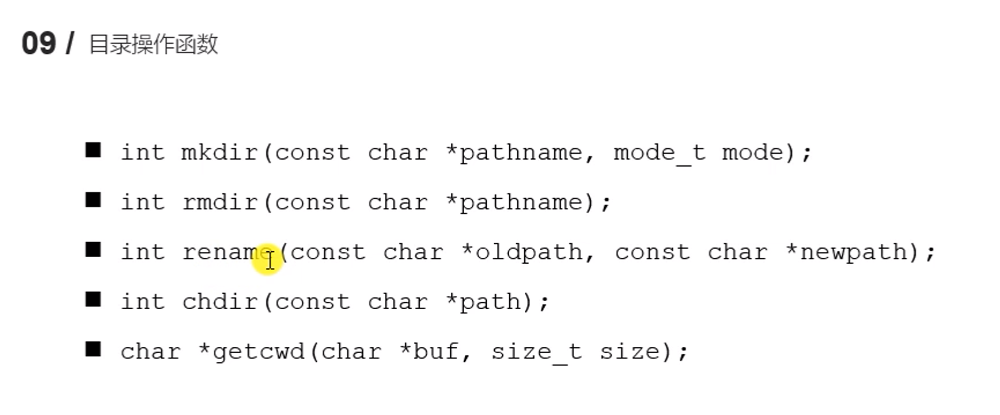 09 / 目录操作函数
■ int mkdir(const char *pathname, mode_t mode);
■ int rmdir(const char *pathname);
■ int rename(const char *oldpath, const char *newpath);
■ int chdir(const char *path);
■ char *getcwd(char *buf, size_t size);